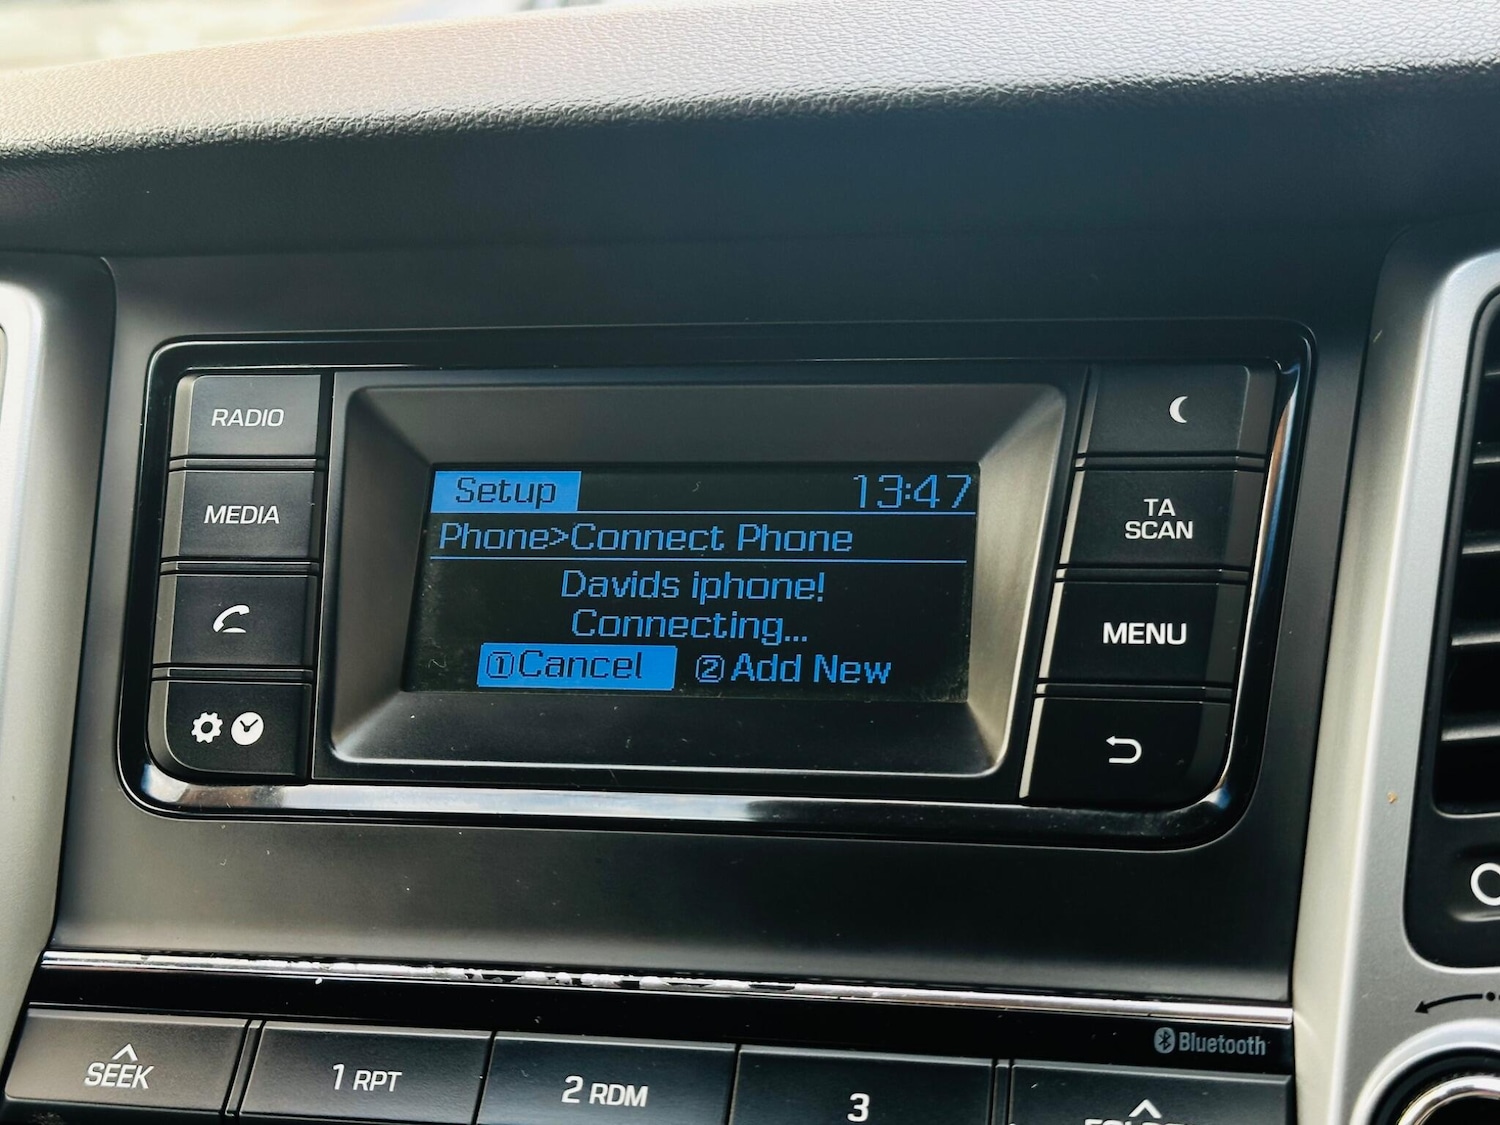 RADIO
MEDIA
Setup 13:47
Phone>Connect Phone
Davids iphone!
Connecting...
①Cancel ②Add New
TA
SCAN
MENU
Bluetooth
SEEK
1 RPT
2 RDM
3